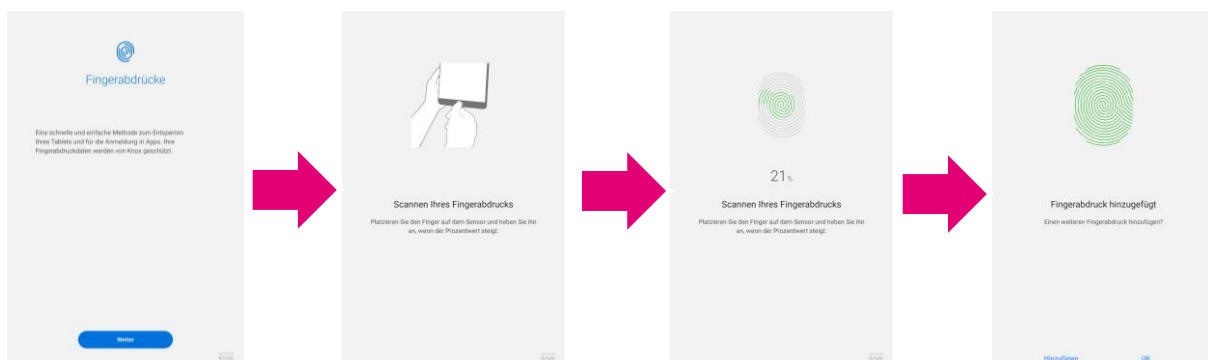 Fingerabdrücke
Eine schnelle und einfache Methode zum Entsperren
Ihres Tablets und für die Anmeldung in Apps. Ihre
Fingerabdruckdaten werden von Knox geschützt.
Weiter
Knox
Scannen Ihres Fingerabdrucks
Platzieren Sie den Finger auf dem Sensor und heben Sie ihn
an, wenn der Prozentwert steigt.
Knox
21%
Scannen Ihres Fingerabdrucks
Platzieren Sie den Finger auf dem Sensor und heben Sie ihn
an, wenn der Prozentwert steigt.
Knox
Fingerabdruck hinzugefügt
Einen weiteren Fingerabdruck hinzufügen?
Hinzufügen OK